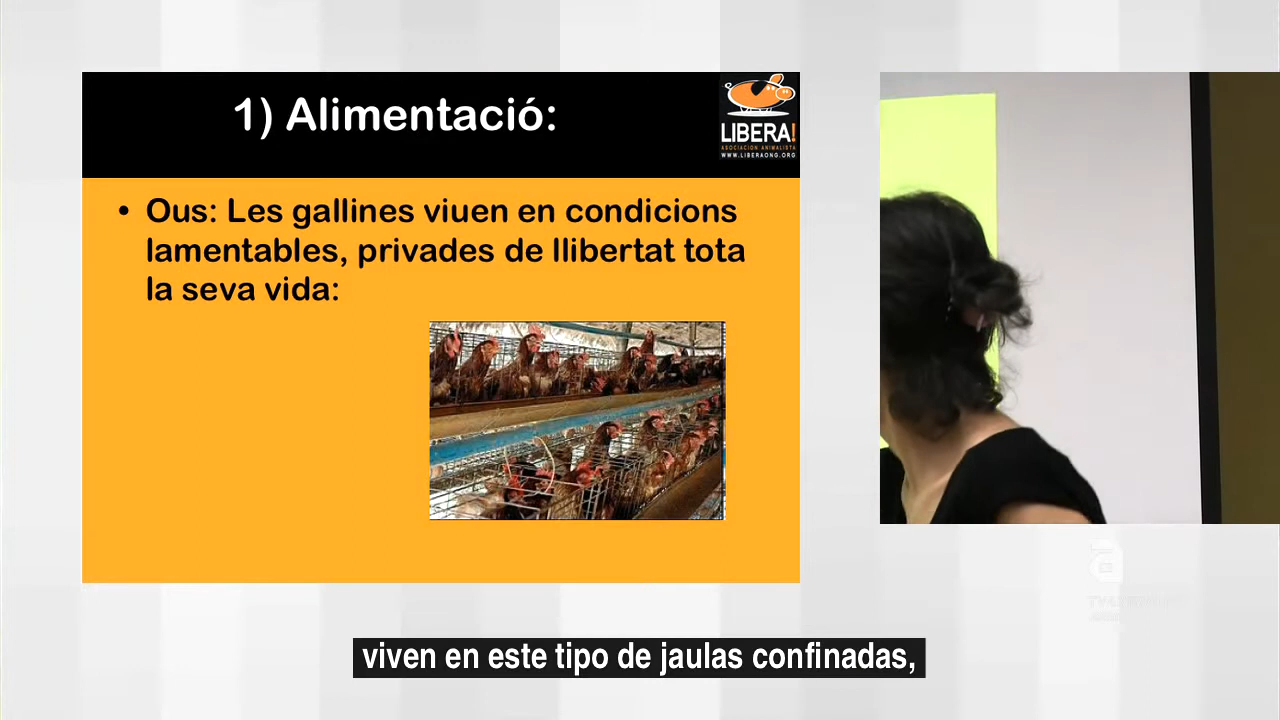 1) Alimentació:
LIBERA!
ASOCIACION ANIMALISTA
WWW.LIBERAONG.ORG
• Ous: Les gallines viuen en condicions
lamentables, privades de llibertat tota
la seva vida:
a
viven en este tipo de jaulas confinadas,